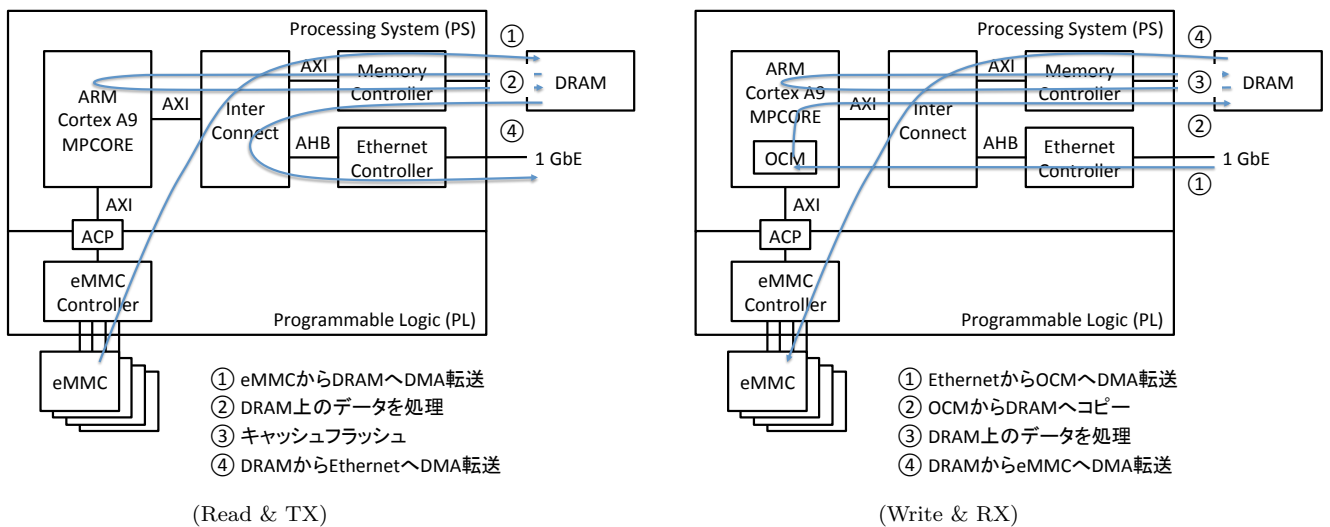 Processing System (PS)
①
DRAM
AXI
Memory
Controller
②
ARM
Cortex A9
MPCORE
AXI
Inter
Connect
④
AHB
Ethernet
Controller
1 GbE
AXI
ACP
eMMC
Controller
Programmable Logic (PL)
eMMC
① eMMCからDRAMへDMA転送
② DRAM上のデータを処理
③ キャッシュフラッシュ
④ DRAMからEthernetへDMA転送
(Read & TX)
Processing System (PS)
④
DRAM
AXI
Memory
Controller
③
ARM
Cortex A9
MPCORE
AXI
Inter
Connect
②
OCM
AHB
Ethernet
Controller
1 GbE
①
AXI
ACP
eMMC
Controller
Programmable Logic (PL)
eMMC
① EthernetからOCMへDMA転送
② OCMからDRAMへコピー
③ DRAM上のデータを処理
④ DRAMからeMMCへDMA転送
(Write & RX)